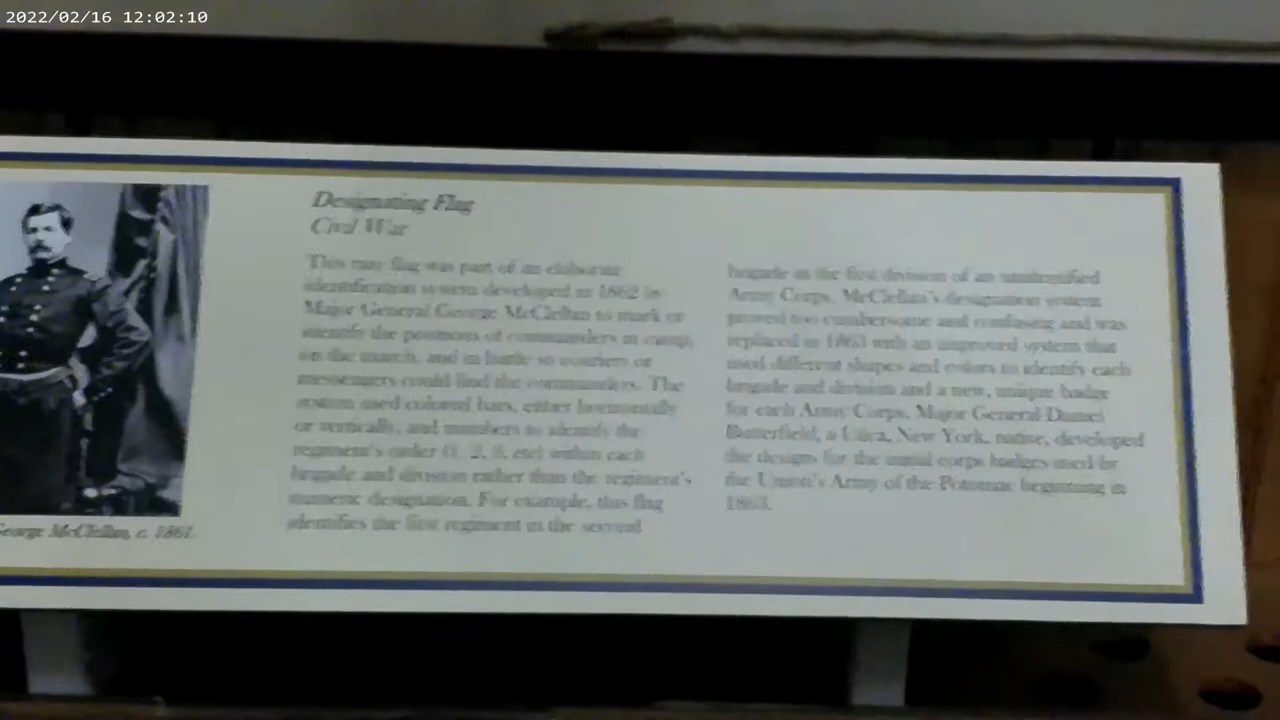 2022/02/16 12:02:10
Designating Flag
Civil War
This rare flag was part of an elaborate
identification system developed in 1862 by
Major General George McClellan to mark or
identify the positions of commanders in camp,
on the march, and in battle so couriers or
messengers could find the commanders. The
system used colored bars, either horizontally
or vertically, and numbers to identify the
regiment's order (1, 2, 3, etc) within each
brigade and division rather than the regiment's
numeric designation. For example, this flag
identifies the first regiment in the second
brigade in the first division of an unidentified
Army Corps. McClellan's designation system
proved too cumbersome and confusing and was
replaced in 1863 with an improved system that
used different shapes and colors to identify each
brigade and division and a new, unique badge
for each Army Corps. Major General Daniel
Butterfield, a Utica, New York, native, developed
the designs for the initial corps badges used by
the Union's Army of the Potomac beginning in
1863.
George McClellan, c. 1861.